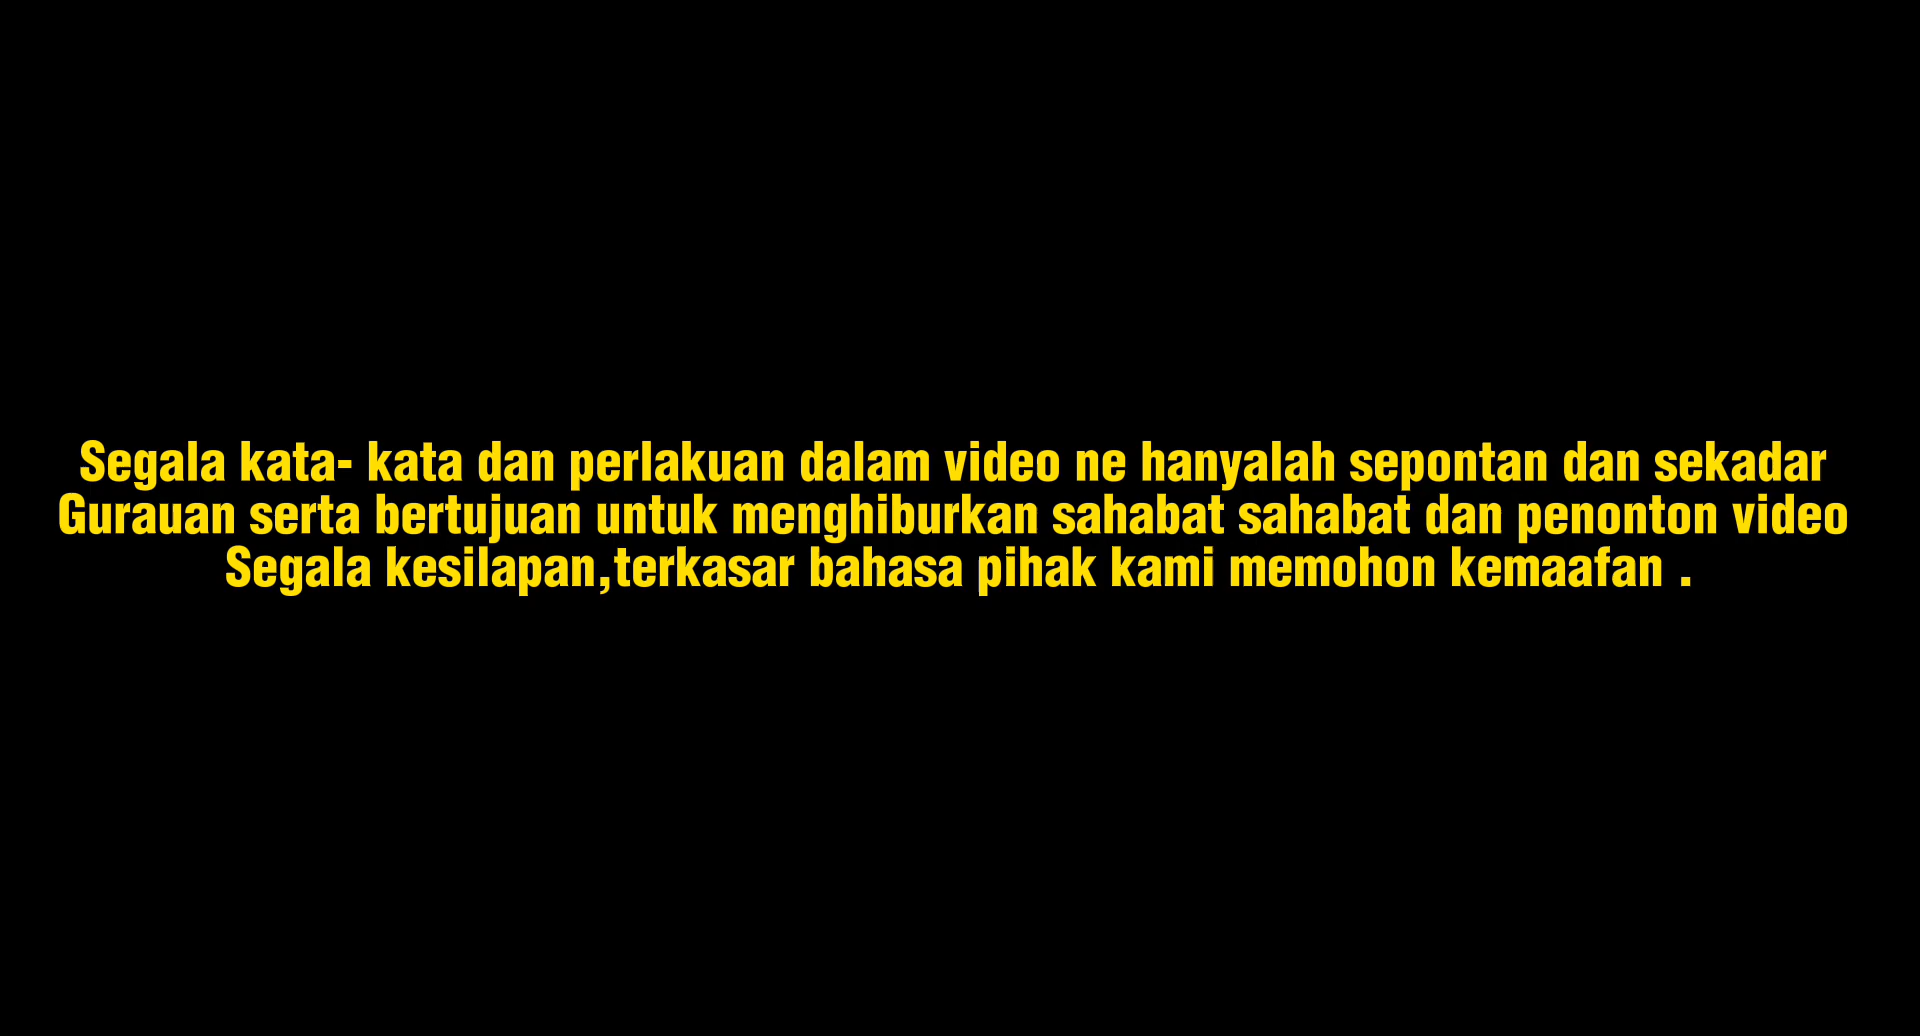 Segala kata- kata dan perlakuan dalam video ne hanyalah sepontan dan sekadar
Gurauan serta bertujuan untuk menghiburkan sahabat sahabat dan penonton video
Segala kesilapan,terkasar bahasa pihak kami memohon kemaafan .